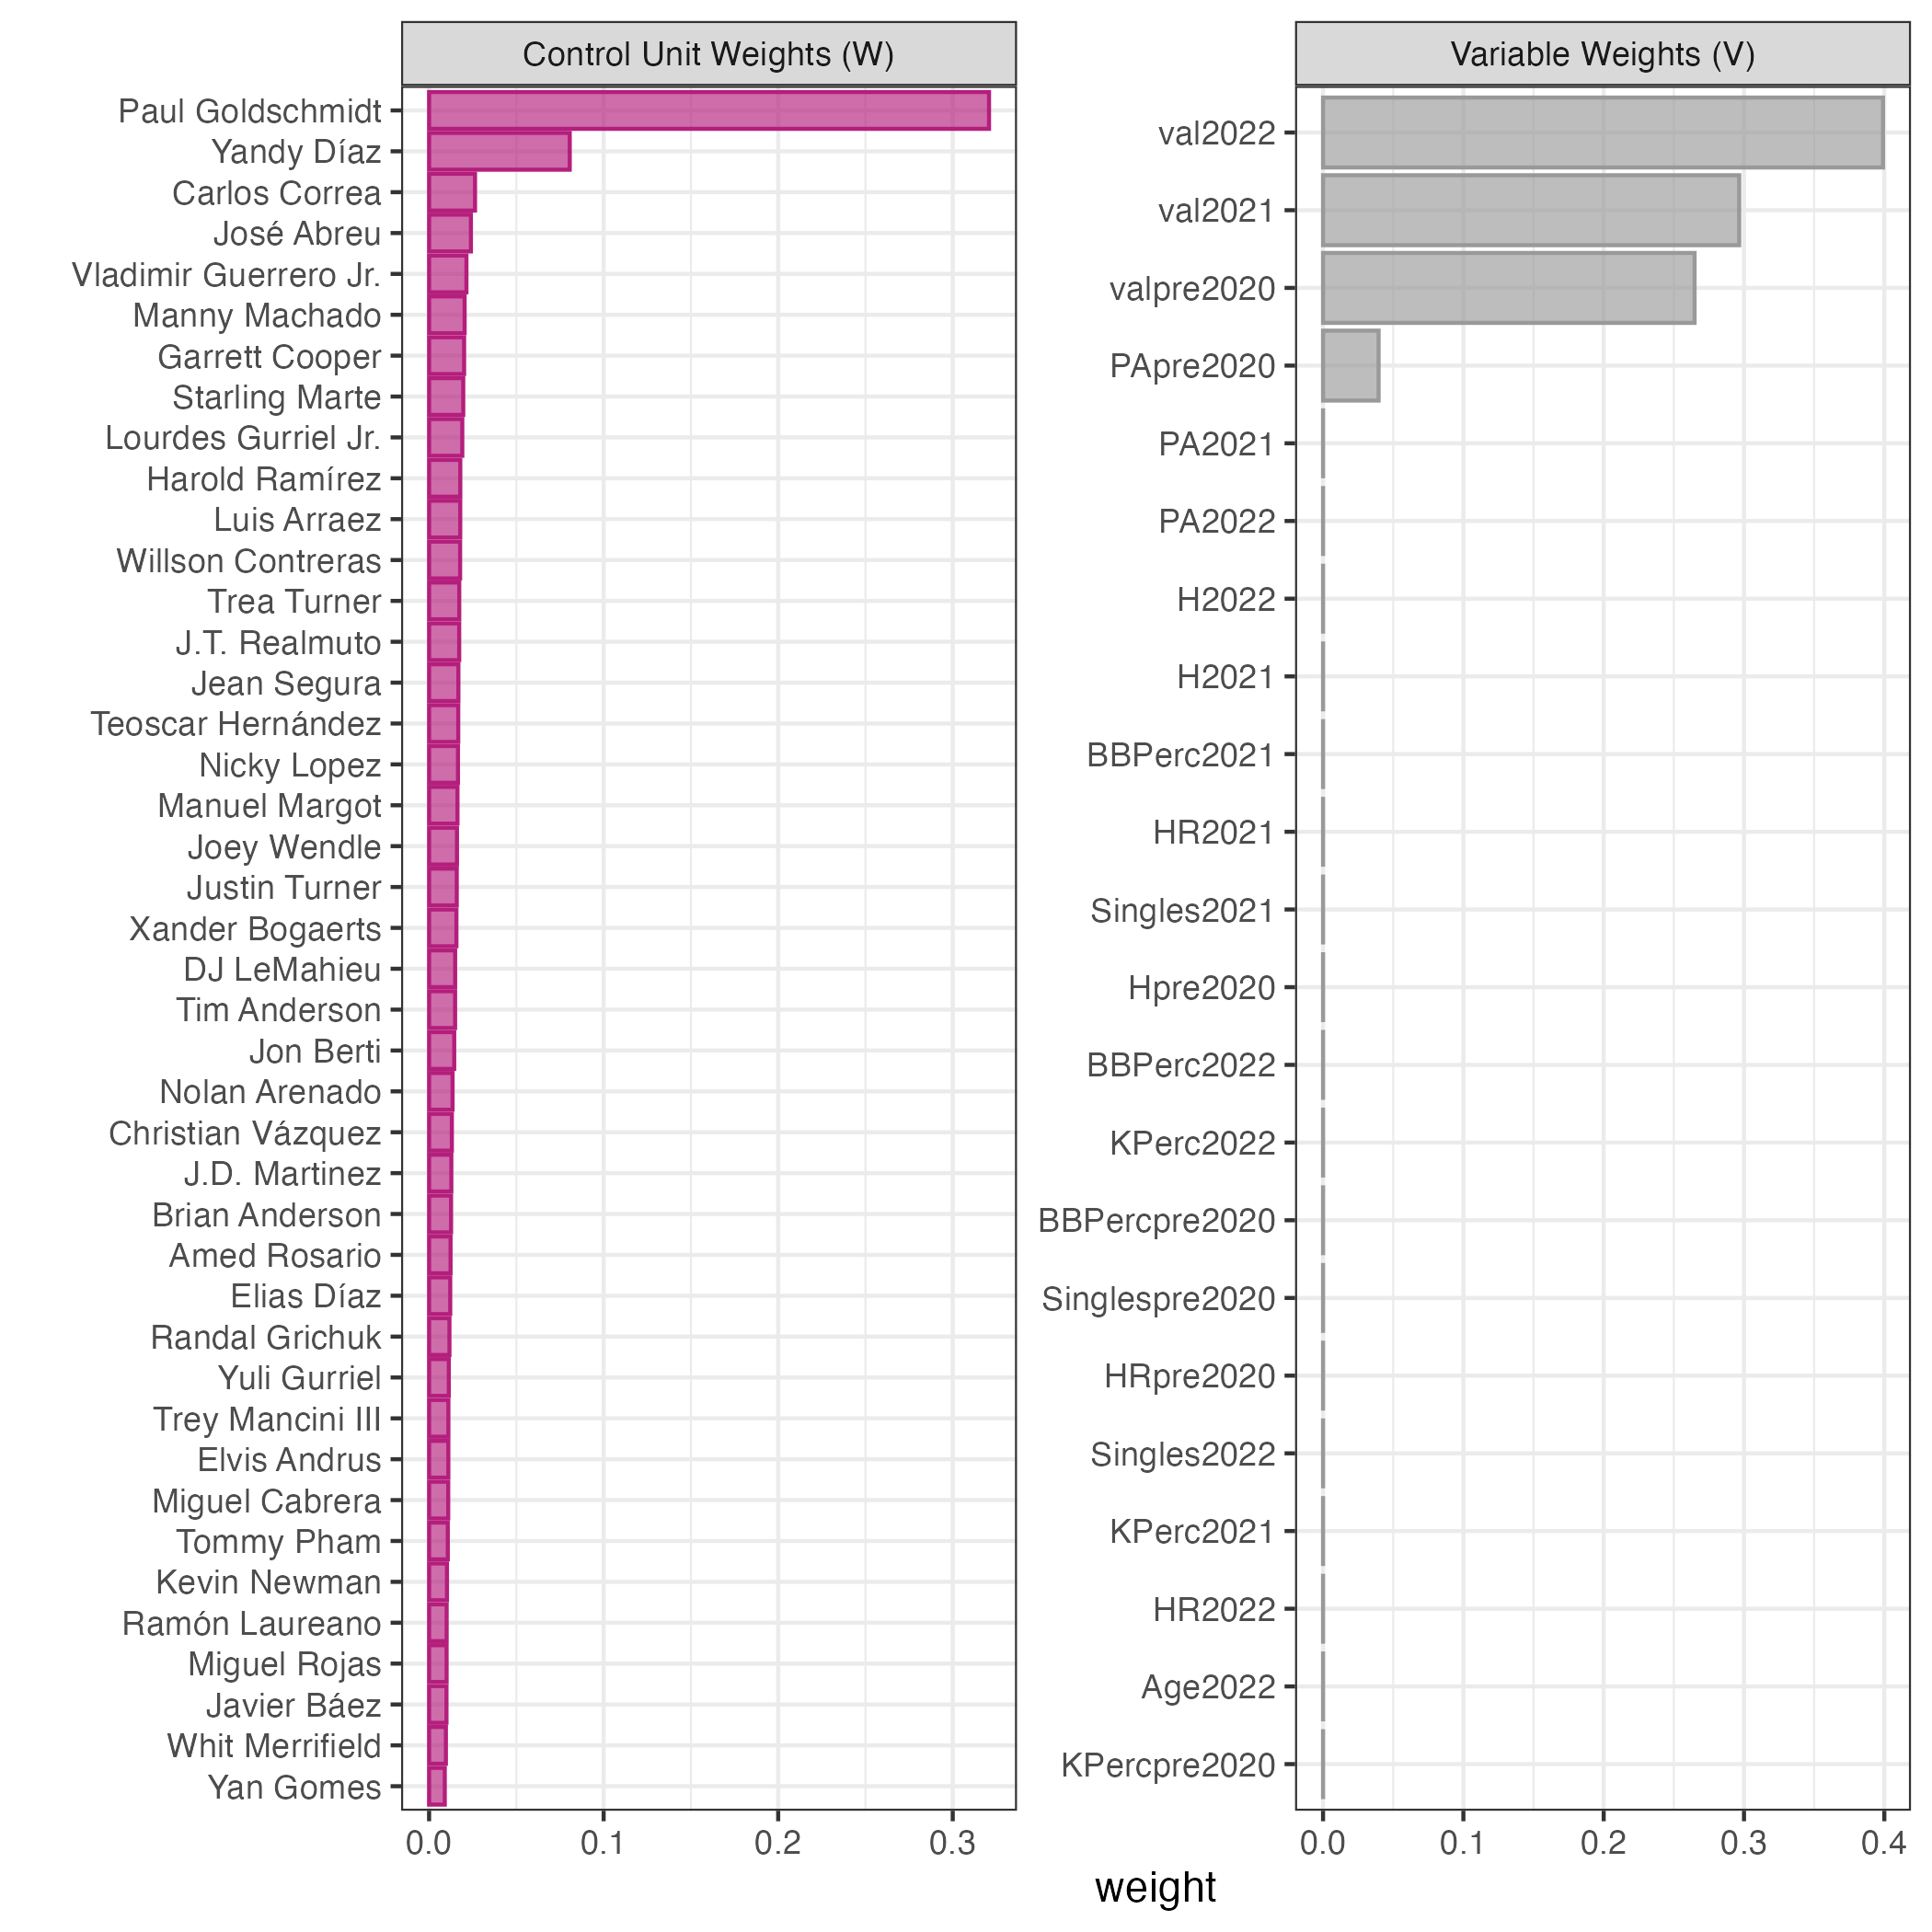 Control Unit Weights (W)
Paul Goldschmidt
Yandy Díaz
Carlos Correa
José Abreu
Vladimir Guerrero Jr.
Manny Machado
Garrett Cooper
Starling Marte
Lourdes Gurriel Jr.
Harold Ramírez
Luis Arraez
Willson Contreras
Trea Turner
J.T. Realmuto
Jean Segura
Teoscar Hernández
Nicky Lopez
Manuel Margot
Joey Wendle
Justin Turner
Xander Bogaerts
DJ LeMahieu
Tim Anderson
Jon Berti
Nolan Arenado
Christian Vázquez
J.D. Martinez
Brian Anderson
Amed Rosario
Elias Díaz
Randal Grichuk
Yuli Gurriel
Trey Mancini III
Elvis Andrus
Miguel Cabrera
Tommy Pham
Kevin Newman
Ramón Laureano
Miguel Rojas
Javier Báez
Whit Merrifield
Yan Gomes
0.0 0.1 0.2 0.3
Variable Weights (V)
val2022
val2021
valpre2020
PApre2020
PA2021
PA2022
H2022
H2021
BBPerc2021
HR2021
Singles2021
Hpre2020
BBPerc2022
KPerc2022
BBPercpre2020
Singlespre2020
HRpre2020
Singles2022
KPerc2021
HR2022
Age2022
KPercpre2020
0.0 0.1 0.2 0.3 0.4
weight